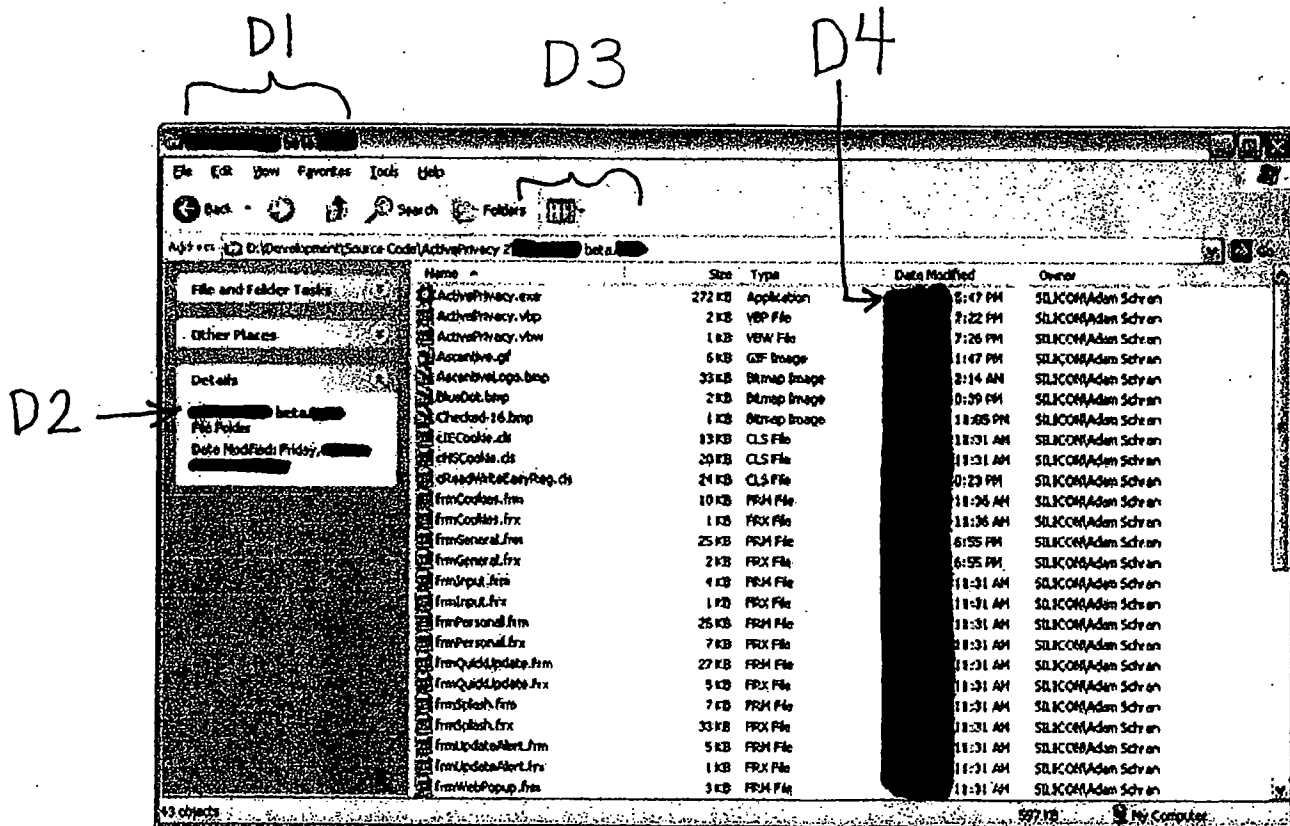 D1
D3
D4
beta
File Edit View Favorites Tools Help
Back Search Folders
Address D:\Development\Source Code\ActivePrivacy 2 beta. Go
Name Size Type Date Modified Owner
File and Folder Tasks
Other Places
Details
D2
beta.
File Folder
Date Modified: Friday,
ActivePrivacy.exe 272 KB Application 8:47 PM SILICON\Adam Schran
ActivePrivacy.vbp 2 KB VBP File 7:22 PM SILICON\Adam Schran
ActivePrivacy.vbw 1 KB VBW File 7:26 PM SILICON\Adam Schran
Ascentive.gif 6 KB GIF Image 1:47 PM SILICON\Adam Schran
AscentiveLogo.bmp 33 KB Bitmap Image 2:14 AM SILICON\Adam Schran
BlueDot.bmp 2 KB Bitmap Image 0:39 PM SILICON\Adam Schran
Checked-16.bmp 1 KB Bitmap Image 11:05 PM SILICON\Adam Schran
cIECookie.cls 13 KB CLS File 11:31 AM SILICON\Adam Schran
cNSCookie.cls 20 KB CLS File 11:31 AM SILICON\Adam Schran
cReadWriteEasyReg.cls 24 KB CLS File 0:23 PM SILICON\Adam Schran
frmCookies.frm 10 KB FRM File 11:36 AM SILICON\Adam Schran
frmCookies.frx 1 KB FRX File 11:36 AM SILICON\Adam Schran
frmGeneral.frm 25 KB FRM File 6:55 PM SILICON\Adam Schran
frmGeneral.frx 2 KB FRX File 6:55 PM SILICON\Adam Schran
frmInput.frm 4 KB FRM File 11:31 AM SILICON\Adam Schran
frmInput.frx 1 KB FRX File 11:31 AM SILICON\Adam Schran
frmPersonal.frm 25 KB FRM File 11:31 AM SILICON\Adam Schran
frmPersonal.frx 7 KB FRX File 11:31 AM SILICON\Adam Schran
frmQuickUpdate.frm 27 KB FRM File 11:31 AM SILICON\Adam Schran
frmQuickUpdate.frx 5 KB FRX File 11:31 AM SILICON\Adam Schran
frmSplash.frm 7 KB FRM File 11:31 AM SILICON\Adam Schran
frmSplash.frx 33 KB FRX File 11:31 AM SILICON\Adam Schran
frmUpdateAlert.frm 5 KB FRM File 11:31 AM SILICON\Adam Schran
frmUpdateAlert.frx 1 KB FRX File 11:31 AM SILICON\Adam Schran
frmWebPopup.frm 3 KB FRM File 11:31 AM SILICON\Adam Schran
43 objects 597 KB My Computer